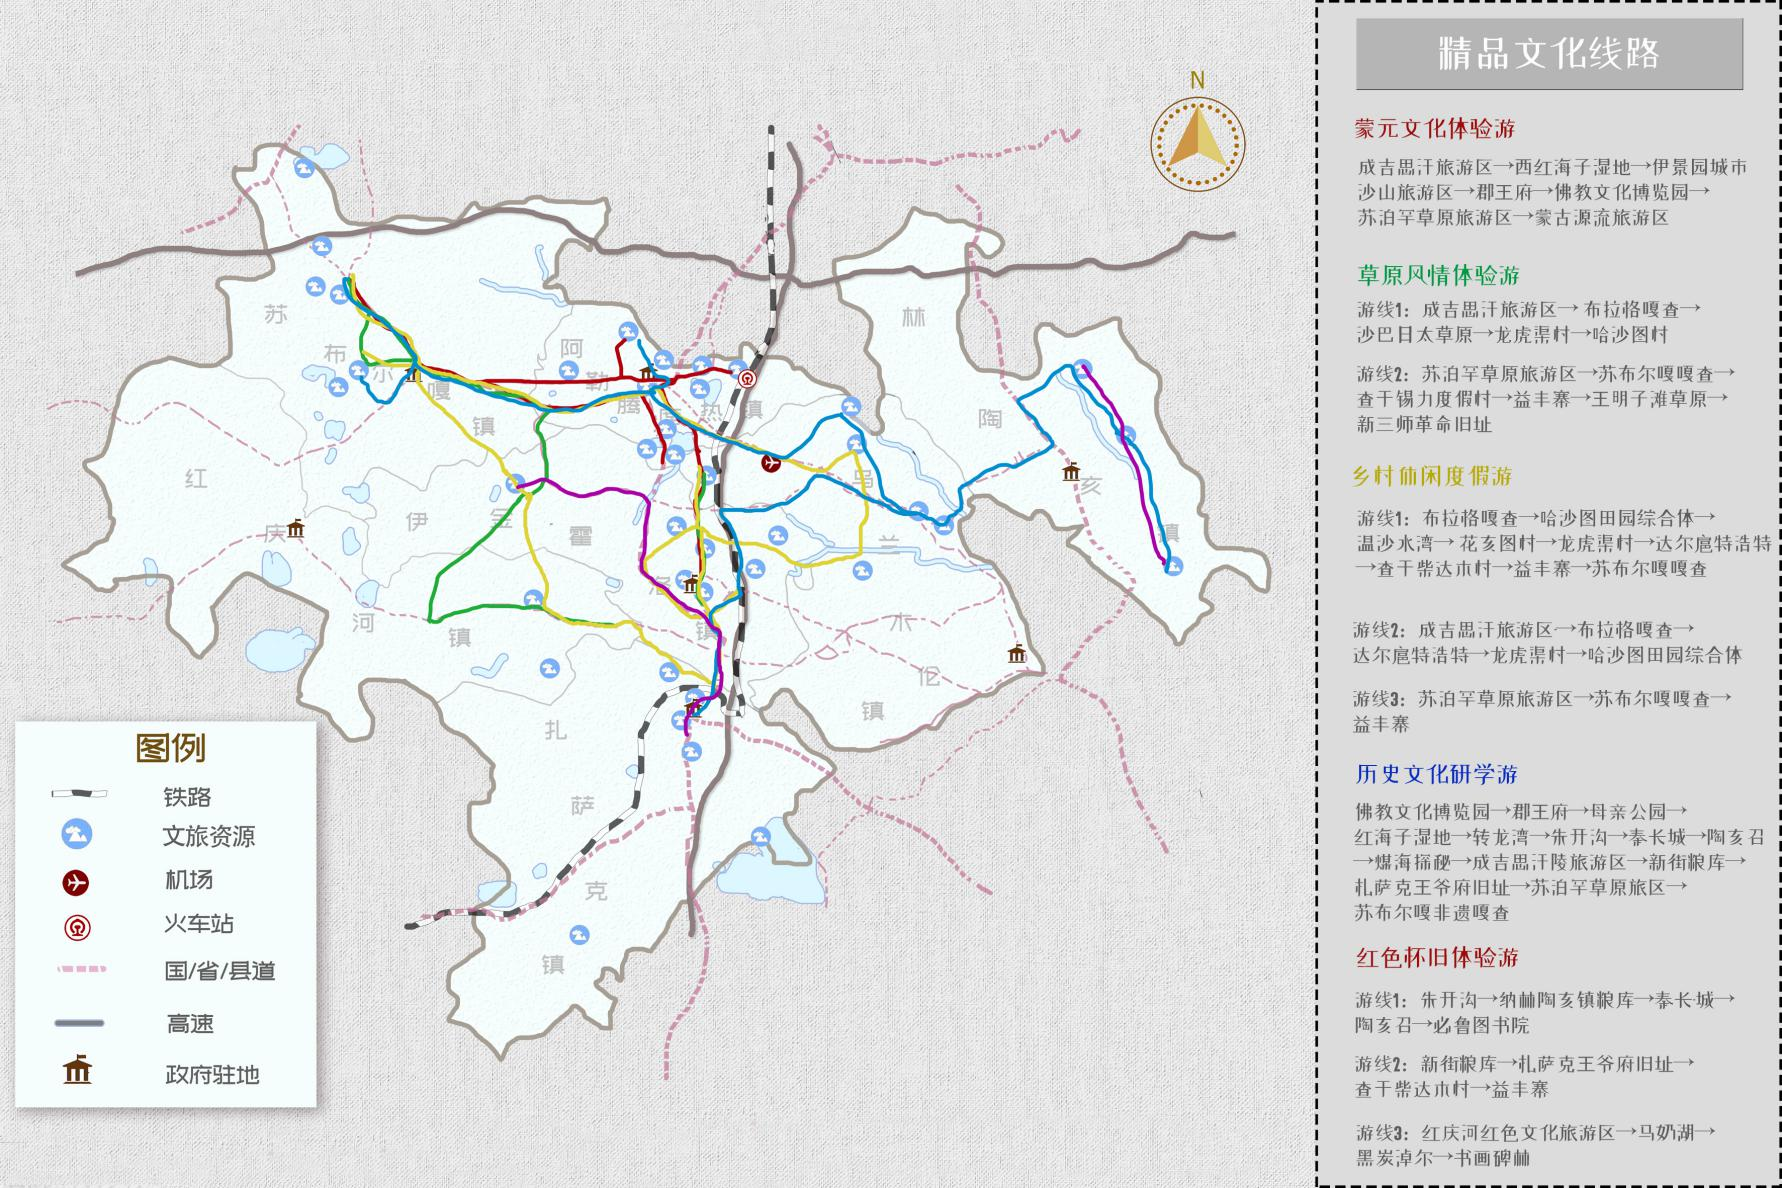 N
苏
布
尔
嘎
镇
阿
勒
腾
席
热
镇
林
陶
亥
镇
红
庆
河
镇
伊
金
霍
洛
镇
乌
兰
木
伦
镇
扎
萨
克
镇
图例
铁路
文旅资源
机场
火车站
国/省/县道
高速
政府驻地
精品文化线路
蒙元文化体验游
成吉思汗旅游区→西红海子湿地→伊景园城市
沙山旅游区→郡王府→佛教文化博览园→
苏泊罕草原旅游区→蒙古源流旅游区
草原风情体验游
游线1：成吉思汗旅游区→ 布拉格嘎查→
沙巴日太草原→龙虎渠村→哈沙图村
游线2：苏泊罕草原旅游区→苏布尔嘎嘎查→
查干锡力度假村→益丰寨→王明子滩草原→
新三师革命旧址
乡村休闲度假游
游线1：布拉格嘎查→哈沙图田园综合体→
温沙水湾→ 花亥图村→龙虎渠村→达尔扈特浩特
→查干柴达木村→益丰寨→苏布尔嘎嘎查
游线2：成吉思汗旅游区→布拉格嘎查→
达尔扈特浩特→龙虎渠村→哈沙图田园综合体
游线3：苏泊罕草原旅游区→苏布尔嘎嘎查→
益丰寨
历史文化研学游
佛教文化博览园→郡王府→母亲公园→
红海子湿地→转龙湾→朱开沟→秦长城→陶亥召
→煤海探秘→成吉思汗陵旅游区→新街粮库→
札萨克王爷府旧址→苏泊罕草原旅区→
苏布尔嘎非遗嘎查
红色怀旧体验游
游线1：朱开沟→纳林陶亥镇粮库→秦长城→
陶亥召→必鲁图书院
游线2：新街粮库→札萨克王爷府旧址→
查干柴达木村→益丰寨
游线3：红庆河红色文化旅游区→马奶湖→
黑炭淖尔→书画碑林